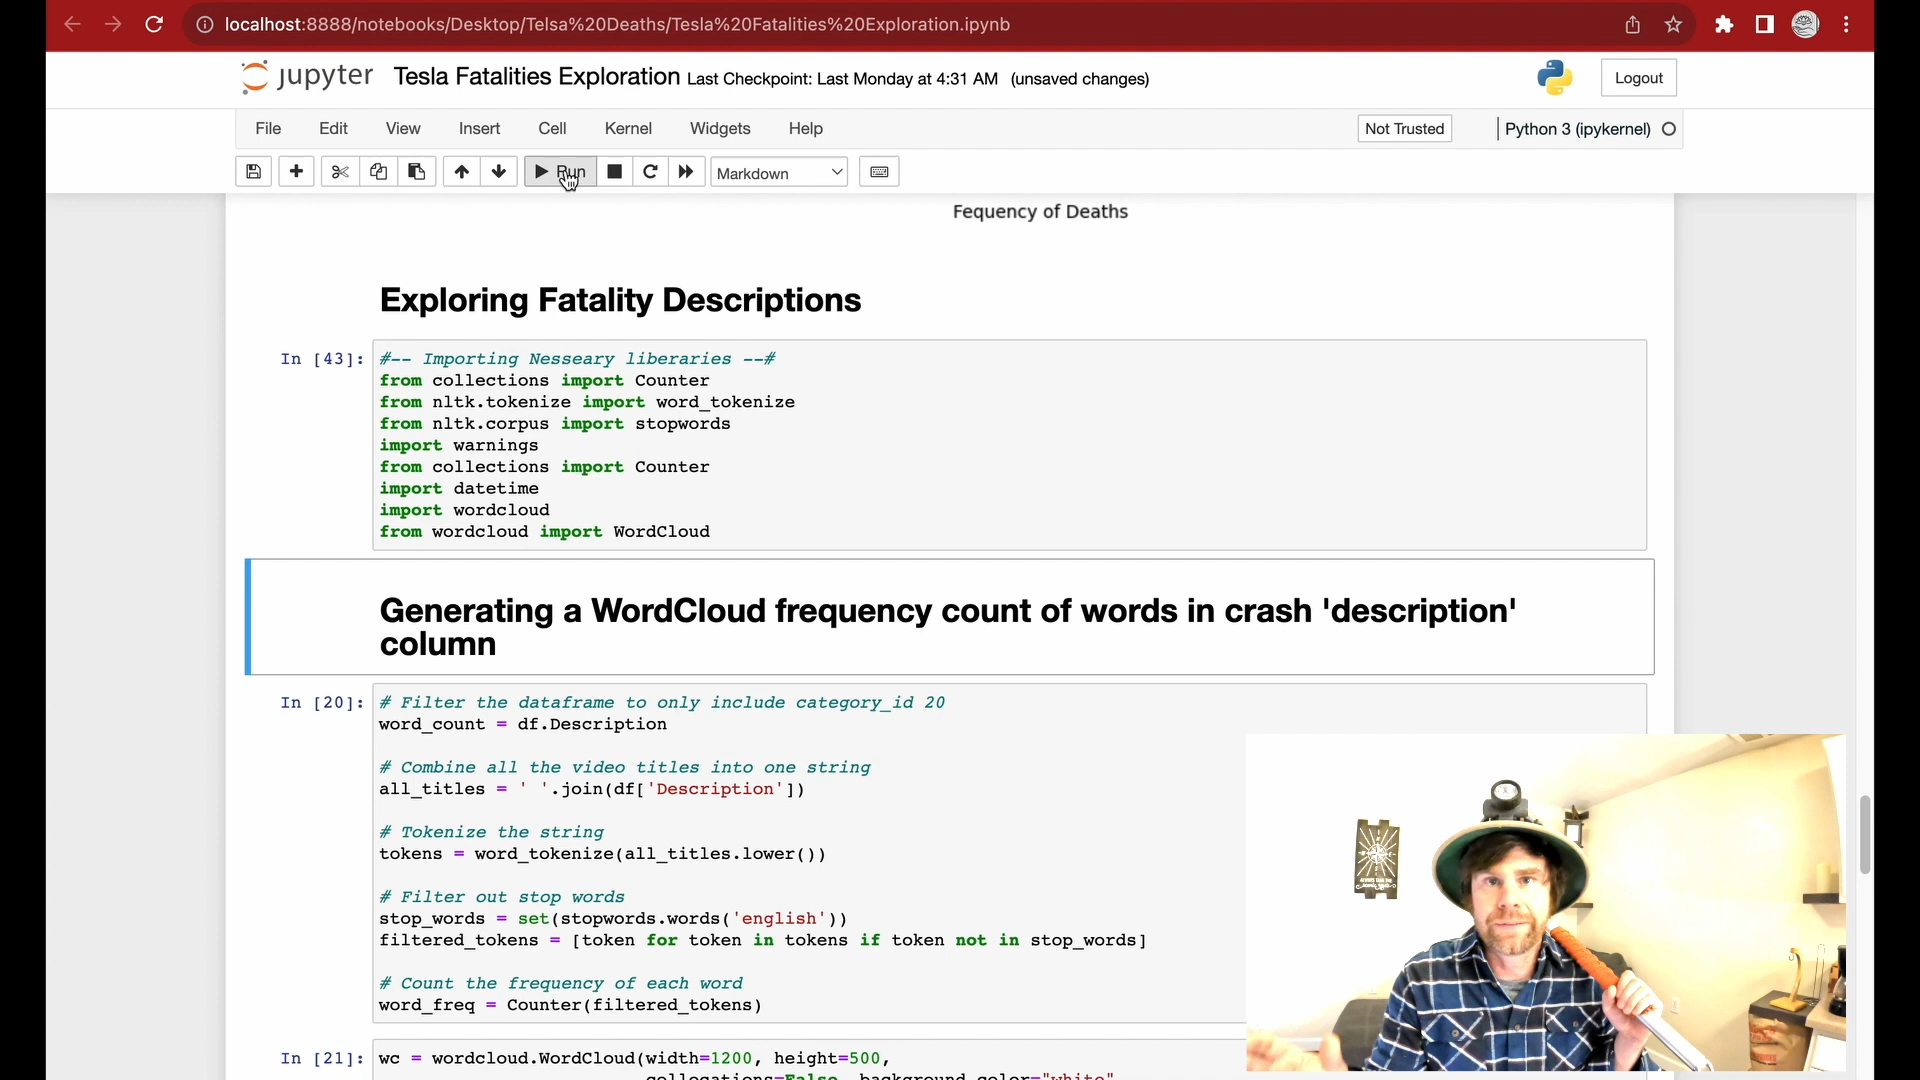 localhost:8888/notebooks/Desktop/Telsa%20Deaths/Tesla%20Fatalities%20Exploration.ipynb
jupyter Tesla Fatalities Exploration Last Checkpoint: Last Monday at 4:31 AM (unsaved changes) Logout
File Edit View Insert Cell Kernel Widgets Help Not Trusted Python 3 (ipykernel)
Run Markdown
Fequency of Deaths
Exploring Fatality Descriptions
In [43]: #-- Importing Nesseary liberaries --#
from collections import Counter
from nltk.tokenize import word_tokenize
from nltk.corpus import stopwords
import warnings
from collections import Counter
import datetime
import wordcloud
from wordcloud import WordCloud
Generating a WordCloud frequency count of words in crash 'description'
column
In [20]: # Filter the dataframe to only include category_id 20
word_count = df.Description
# Combine all the video titles into one string
all_titles = ' '.join(df['Description'])
# Tokenize the string
tokens = word_tokenize(all_titles.lower())
# Filter out stop words
stop_words = set(stopwords.words('english'))
filtered_tokens = [token for token in tokens if token not in stop_words]
# Count the frequency of each word
word_freq = Counter(filtered_tokens)
In [21]: wc = wordcloud.WordCloud(width=1200, height=500,
collocations=False, background_color="white"